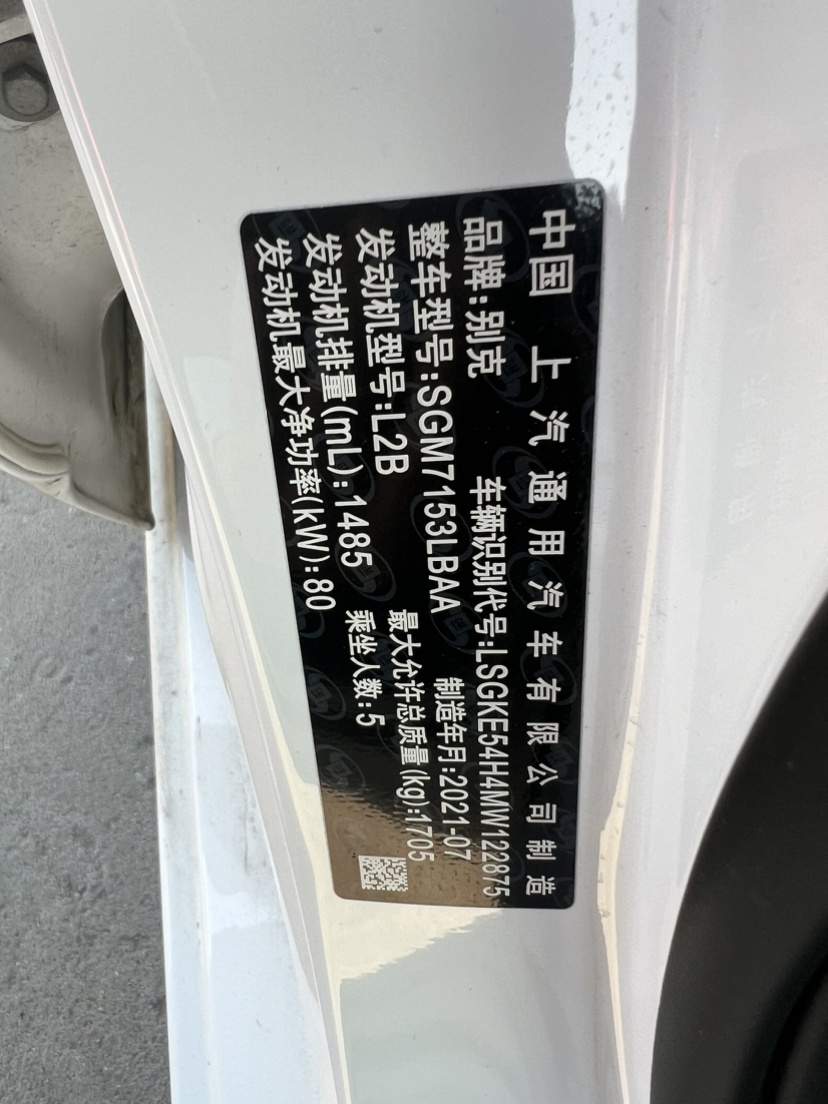 中国 上汽通用汽车有限公司制造
品牌:别克 车辆识别代号:LSGKE54H4MW122875
整车型号:SGM7153LBAA 制造年月:2021-07
发动机型号:L2B 最大允许总质量(kg):1705
发动机排量(mL):1485 乘坐人数:5
发动机最大净功率(kW):80